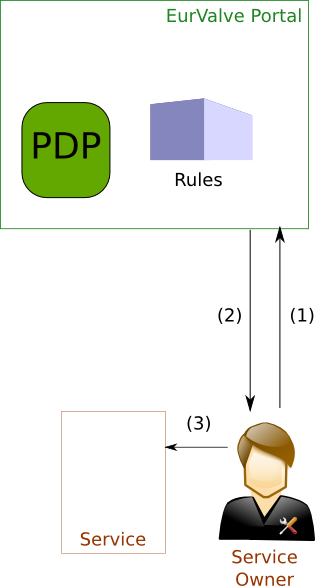 EurValve Portal
PDP
Rules
(2)
(1)
(3)
Service
Service
Owner